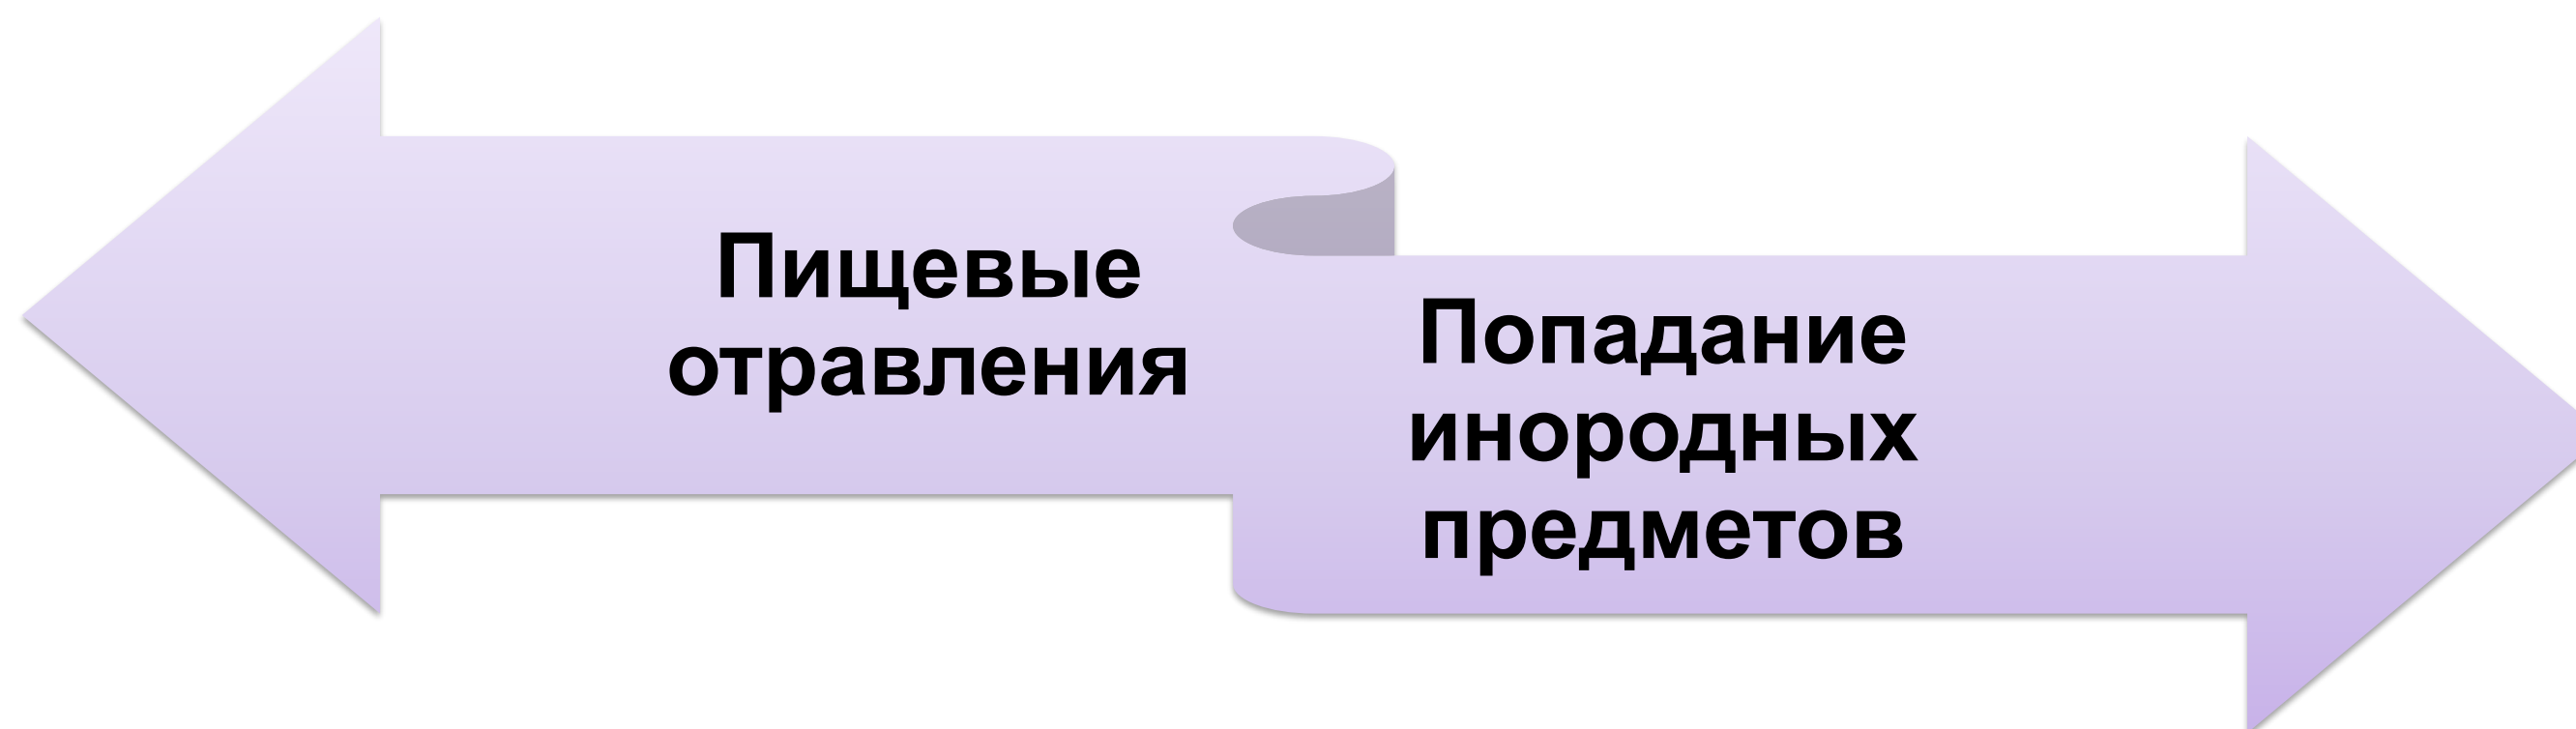 Пищевые
отравления
Попадание
инородных
предметов